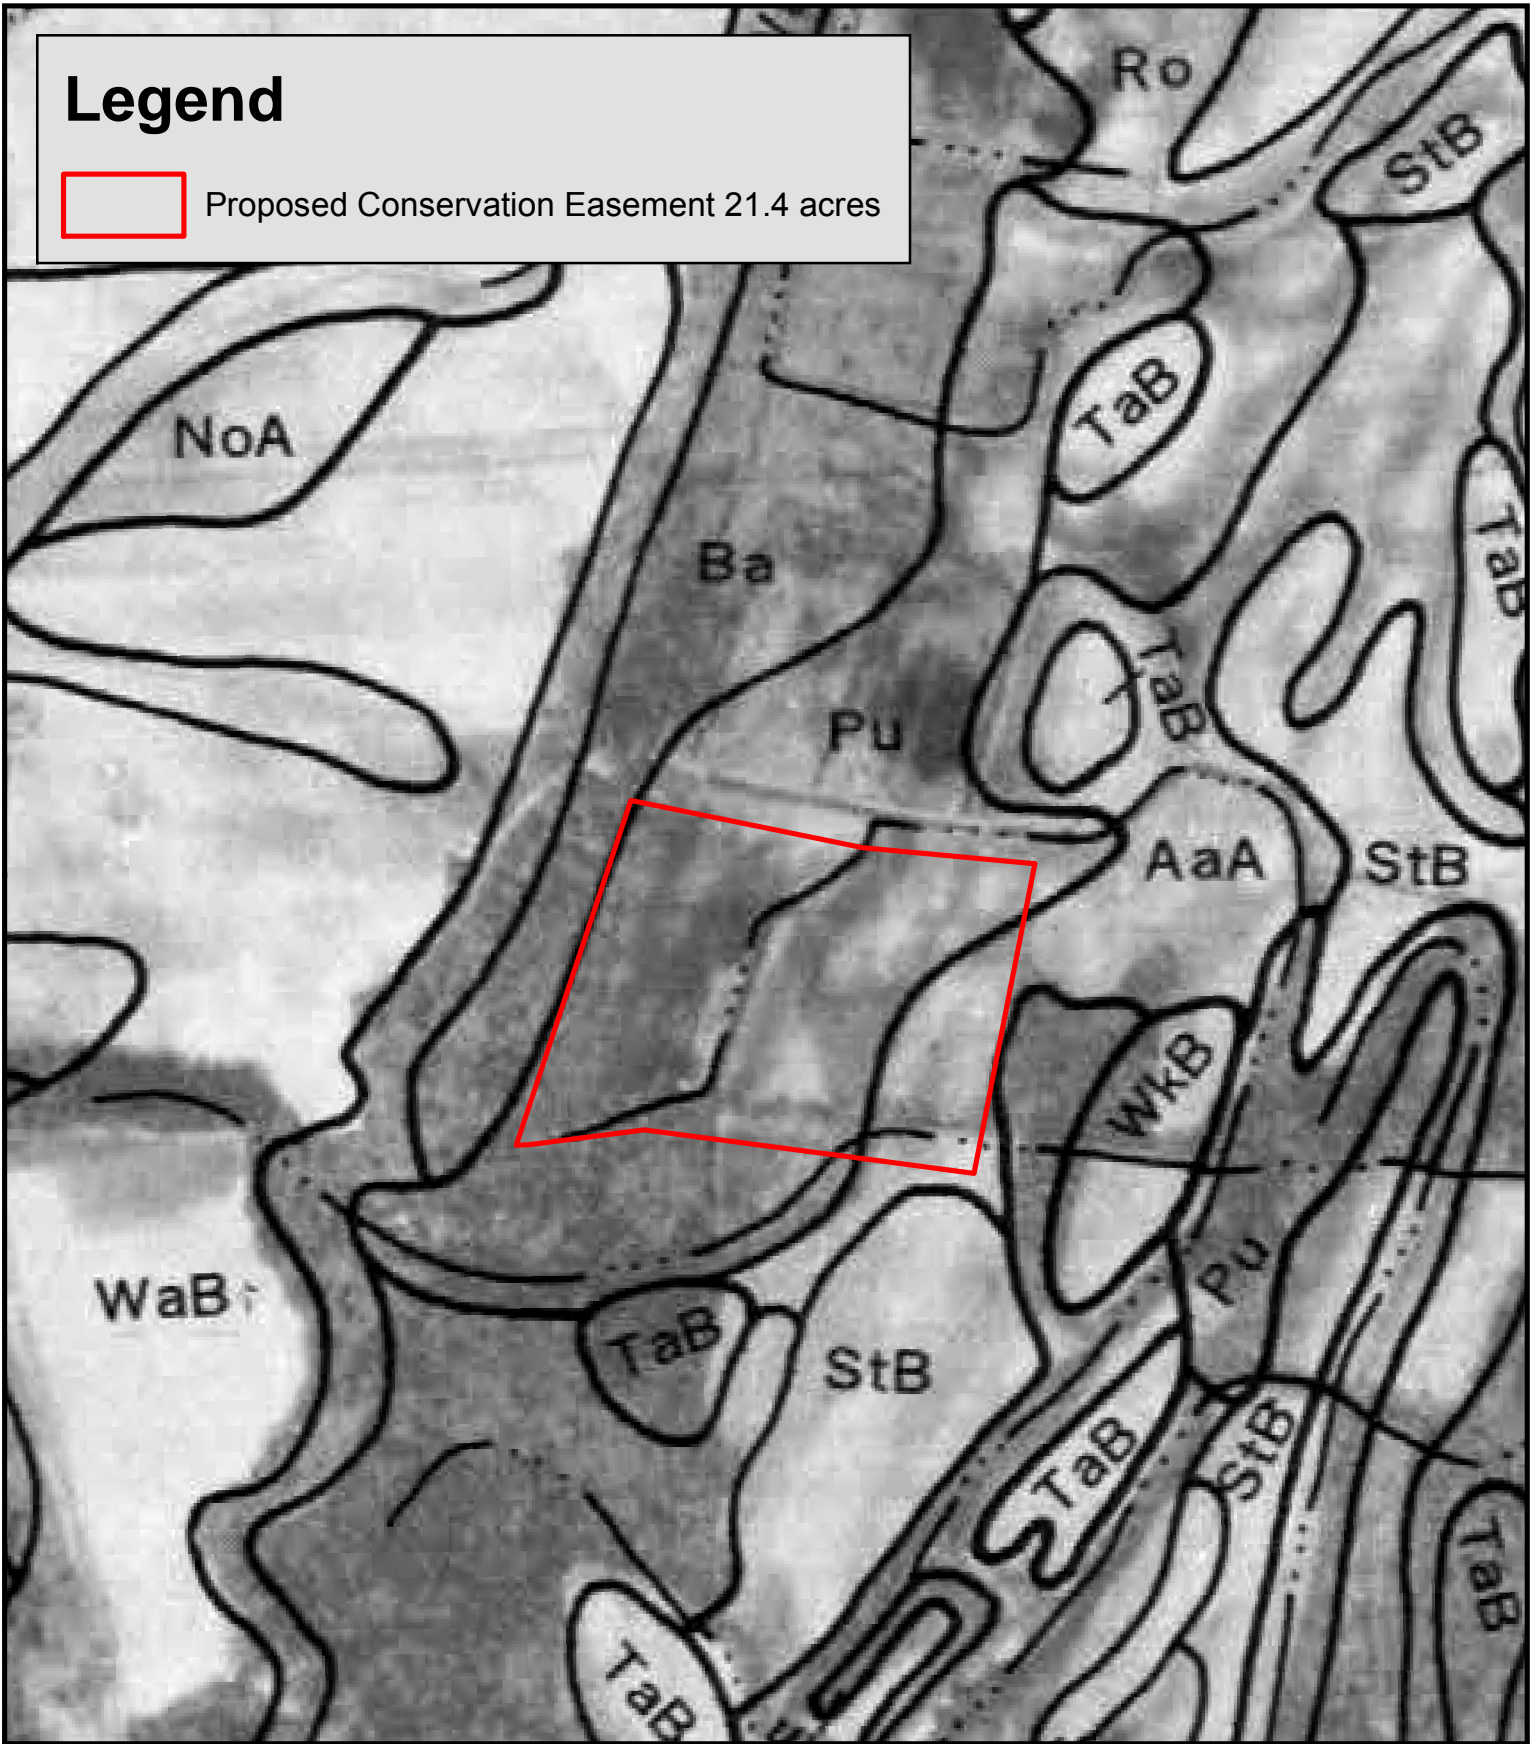 Legend
Proposed Conservation Easement 21.4 acres
Ro
StB
NoA
TaB
TaB
Ba
TaB
Pu
AaA
StB
WkB
Pu
WaB
TaB
StB
TaB
StB
TaB
TaB